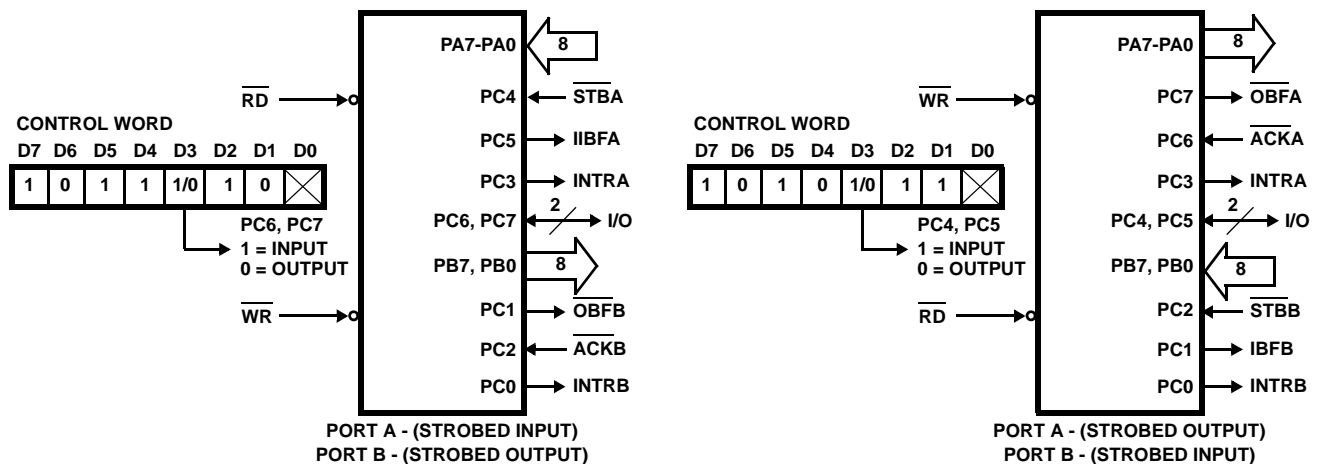 PA7-PA0
8
RD
PC4
STBA
CONTROL WORD
PC5
IIBFA
D7 D6 D5 D4 D3 D2 D1 D0
1 0 1 1 1/0 1 0
PC3
INTRA
PC6, PC7
1 = INPUT
0 = OUTPUT
PC6, PC7
2
I/O
PB7, PB0
8
WR
PC1
OBFB
PC2
ACKB
PC0
INTRB
PORT A - (STROBED INPUT)
PORT B - (STROBED OUTPUT)
PA7-PA0
8
WR
PC7
OBFA
CONTROL WORD
PC6
ACKA
D7 D6 D5 D4 D3 D2 D1 D0
1 0 1 0 1/0 1 1
PC3
INTRA
PC4, PC5
1 = INPUT
0 = OUTPUT
PC4, PC5
2
I/O
PB7, PB0
8
RD
PC2
STBB
PC1
IBFB
PC0
INTRB
PORT A - (STROBED OUTPUT)
PORT B - (STROBED INPUT)